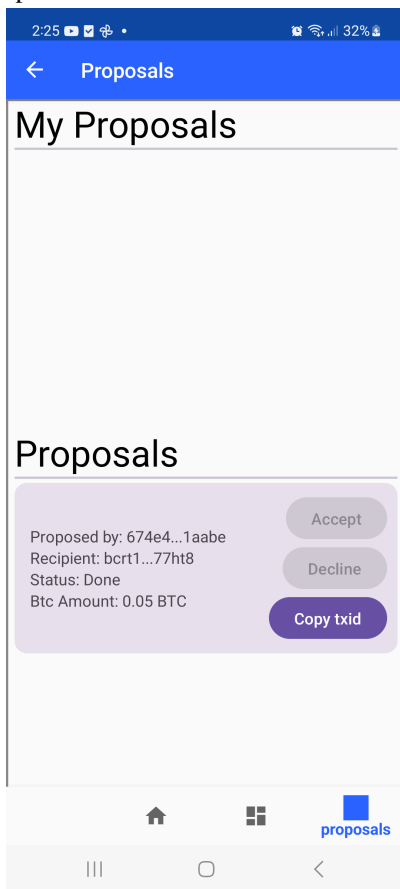 2:25 32%
Proposals
My Proposals
Proposals
Proposed by: 674e4...1aabe
Recipient: bcrt1...77ht8
Status: Done
Btc Amount: 0.05 BTC
Accept
Decline
Copy txid
proposals